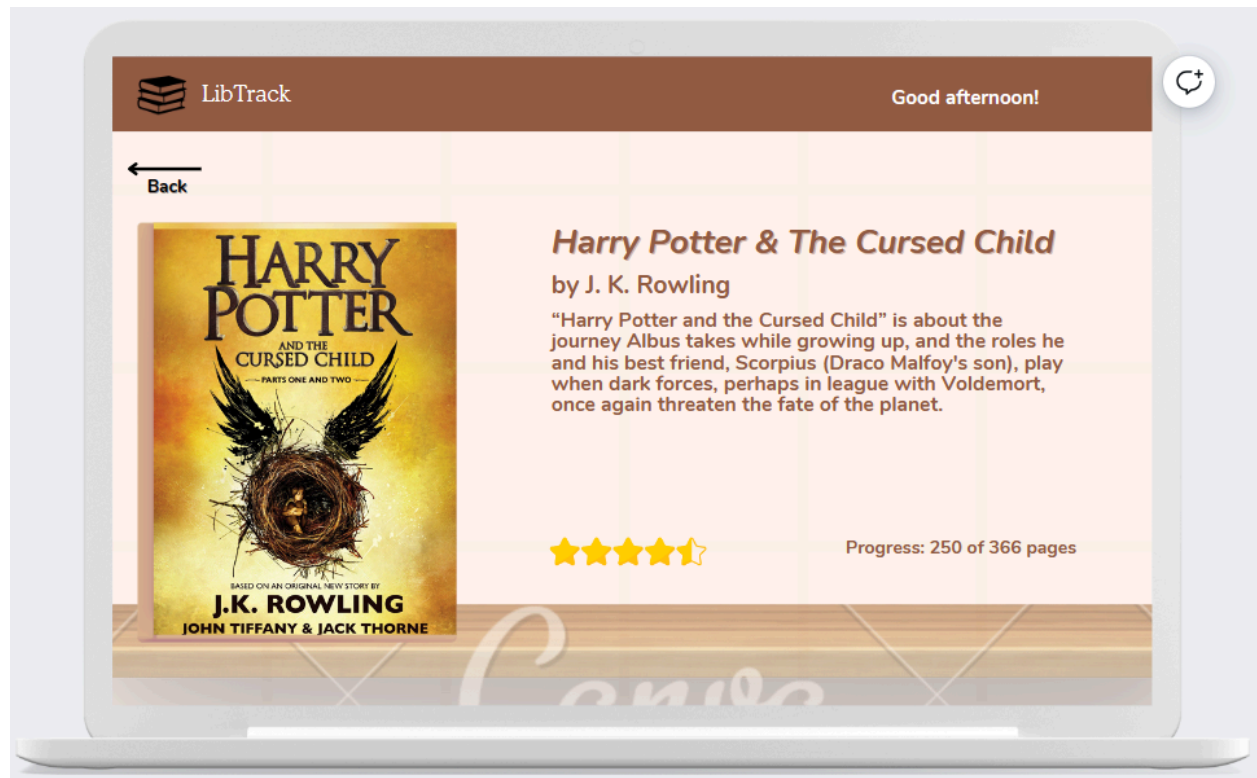 LibTrack
Good afternoon!
Back
HARRY
POTTER
AND THE
CURSED CHILD
PARTS ONE AND TWO
BASED ON AN ORIGINAL NEW STORY BY
J.K. ROWLING
JOHN TIFFANY & JACK THORNE
Harry Potter & The Cursed Child
by J. K. Rowling
“Harry Potter and the Cursed Child” is about the
journey Albus takes while growing up, and the roles he
and his best friend, Scorpius (Draco Malfoy's son), play
when dark forces, perhaps in league with Voldemort,
once again threaten the fate of the planet.
Progress: 250 of 366 pages
Canva